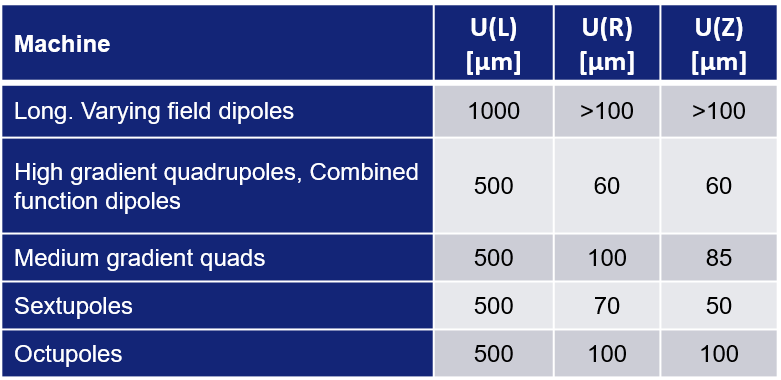 Machine U(L) [µm] U(R) [µm] U(Z) [µm]
Long. Varying field dipoles 1000 >100 >100
High gradient quadrupoles, Combined function dipoles 500 60 60
Medium gradient quads 500 100 85
Sextupoles 500 70 50
Octupoles 500 100 100